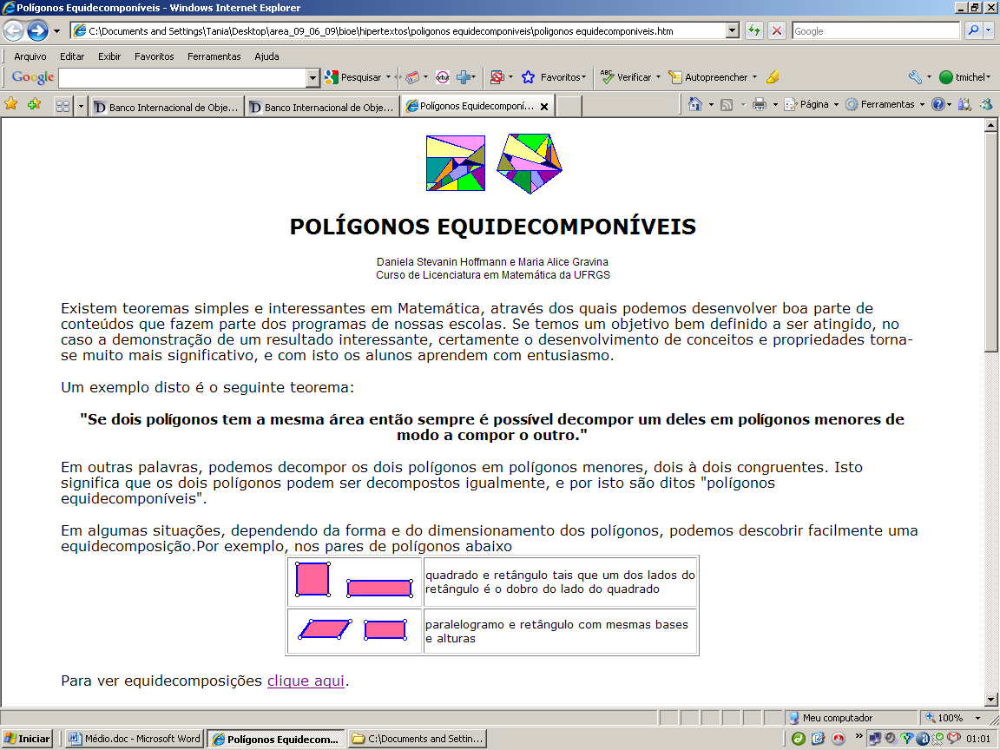 Polígonos Equidecomponíveis - Windows Internet Explorer
C:\Documents and Settings\Tania\Desktop\area_09_06_09\bioe\hipertextos\poligonos equidecomponiveis\poligonos equidecomponiveis.htm
Google
Arquivo Editar Exibir Favoritos Ferramentas Ajuda
Google Pesquisar Favoritos ABC Verificar Autopreencher tmichel
Banco Internacional de Obje... Banco Internacional de Obje... Polígonos Equidecomponí... Página Ferramentas
POLÍGONOS EQUIDECOMPONÍVEIS
Daniela Stevanin Hoffmann e Maria Alice Gravina
Curso de Licenciatura em Matemática da UFRGS
Existem teoremas simples e interessantes em Matemática, através dos quais podemos desenvolver boa parte de
conteúdos que fazem parte dos programas de nossas escolas. Se temos um objetivo bem definido a ser atingido, no
caso a demonstração de um resultado interessante, certamente o desenvolvimento de conceitos e propriedades torna-
se muito mais significativo, e com isto os alunos aprendem com entusiasmo.
Um exemplo disto é o seguinte teorema:
"Se dois polígonos tem a mesma área então sempre é possível decompor um deles em polígonos menores de
modo a compor o outro."
Em outras palavras, podemos decompor os dois polígonos em polígonos menores, dois à dois congruentes. Isto
significa que os dois polígonos podem ser decompostos igualmente, e por isto são ditos "polígonos
equidecomponíveis".
Em algumas situações, dependendo da forma e do dimensionamento dos polígonos, podemos descobrir facilmente uma
equidecomposição.Por exemplo, nos pares de polígonos abaixo
quadrado e retângulo tais que um dos lados do
retângulo é o dobro do lado do quadrado
paralelogramo e retângulo com mesmas bases
e alturas
Para ver equidecomposições clique aqui.
Meu computador 100%
Iniciar Médio.doc - Microsoft Word Polígonos Equidecom... C:\Documents and Settin... 01:01